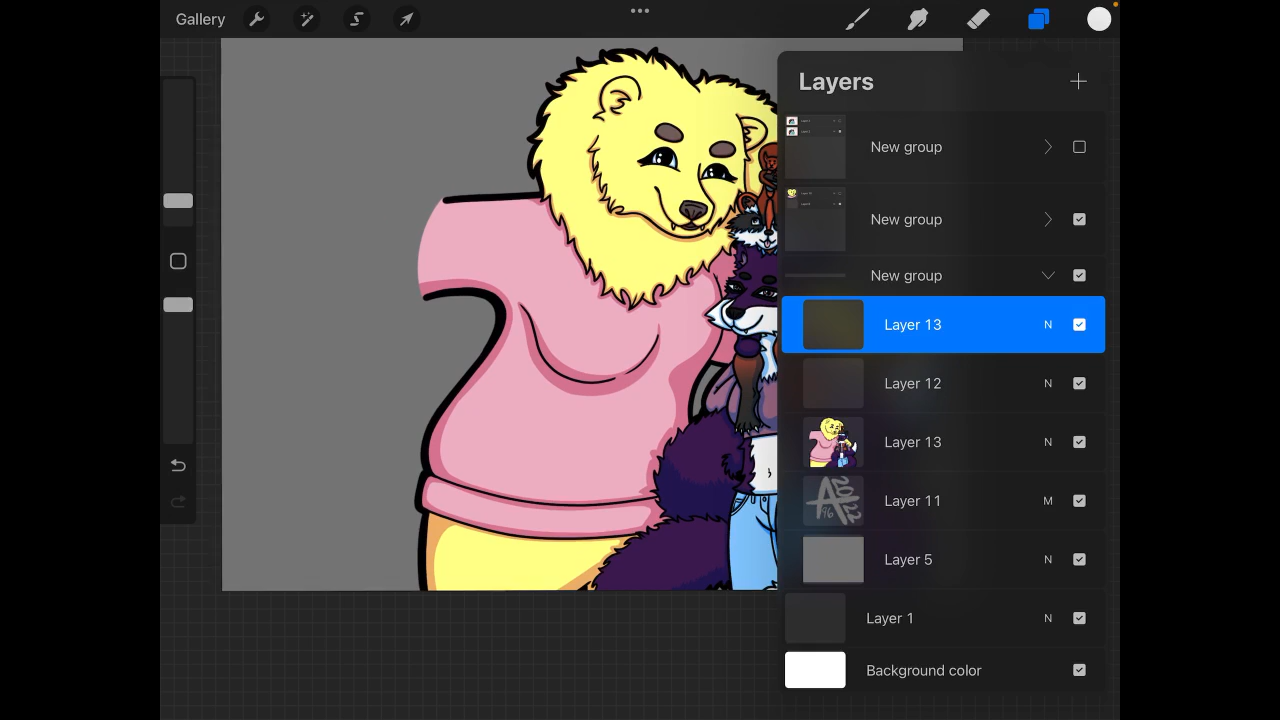 Gallery
Layers
New group
New group
New group
Layer 13 N
Layer 12 N
Layer 13 N
Layer 11 M
Layer 5 N
Layer 1 N
Background color